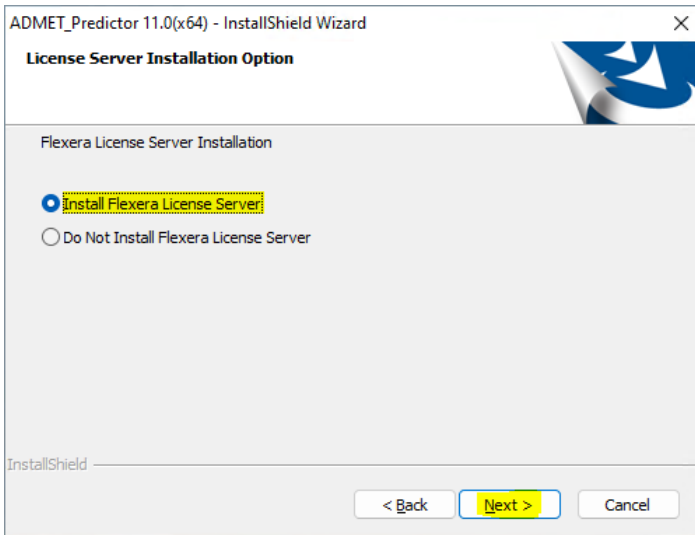 ADMET_Predictor 11.0(x64) - InstallShield Wizard
License Server Installation Option
Flexera License Server Installation
Install Flexera License Server
Do Not Install Flexera License Server
InstallShield
< Back Next > Cancel